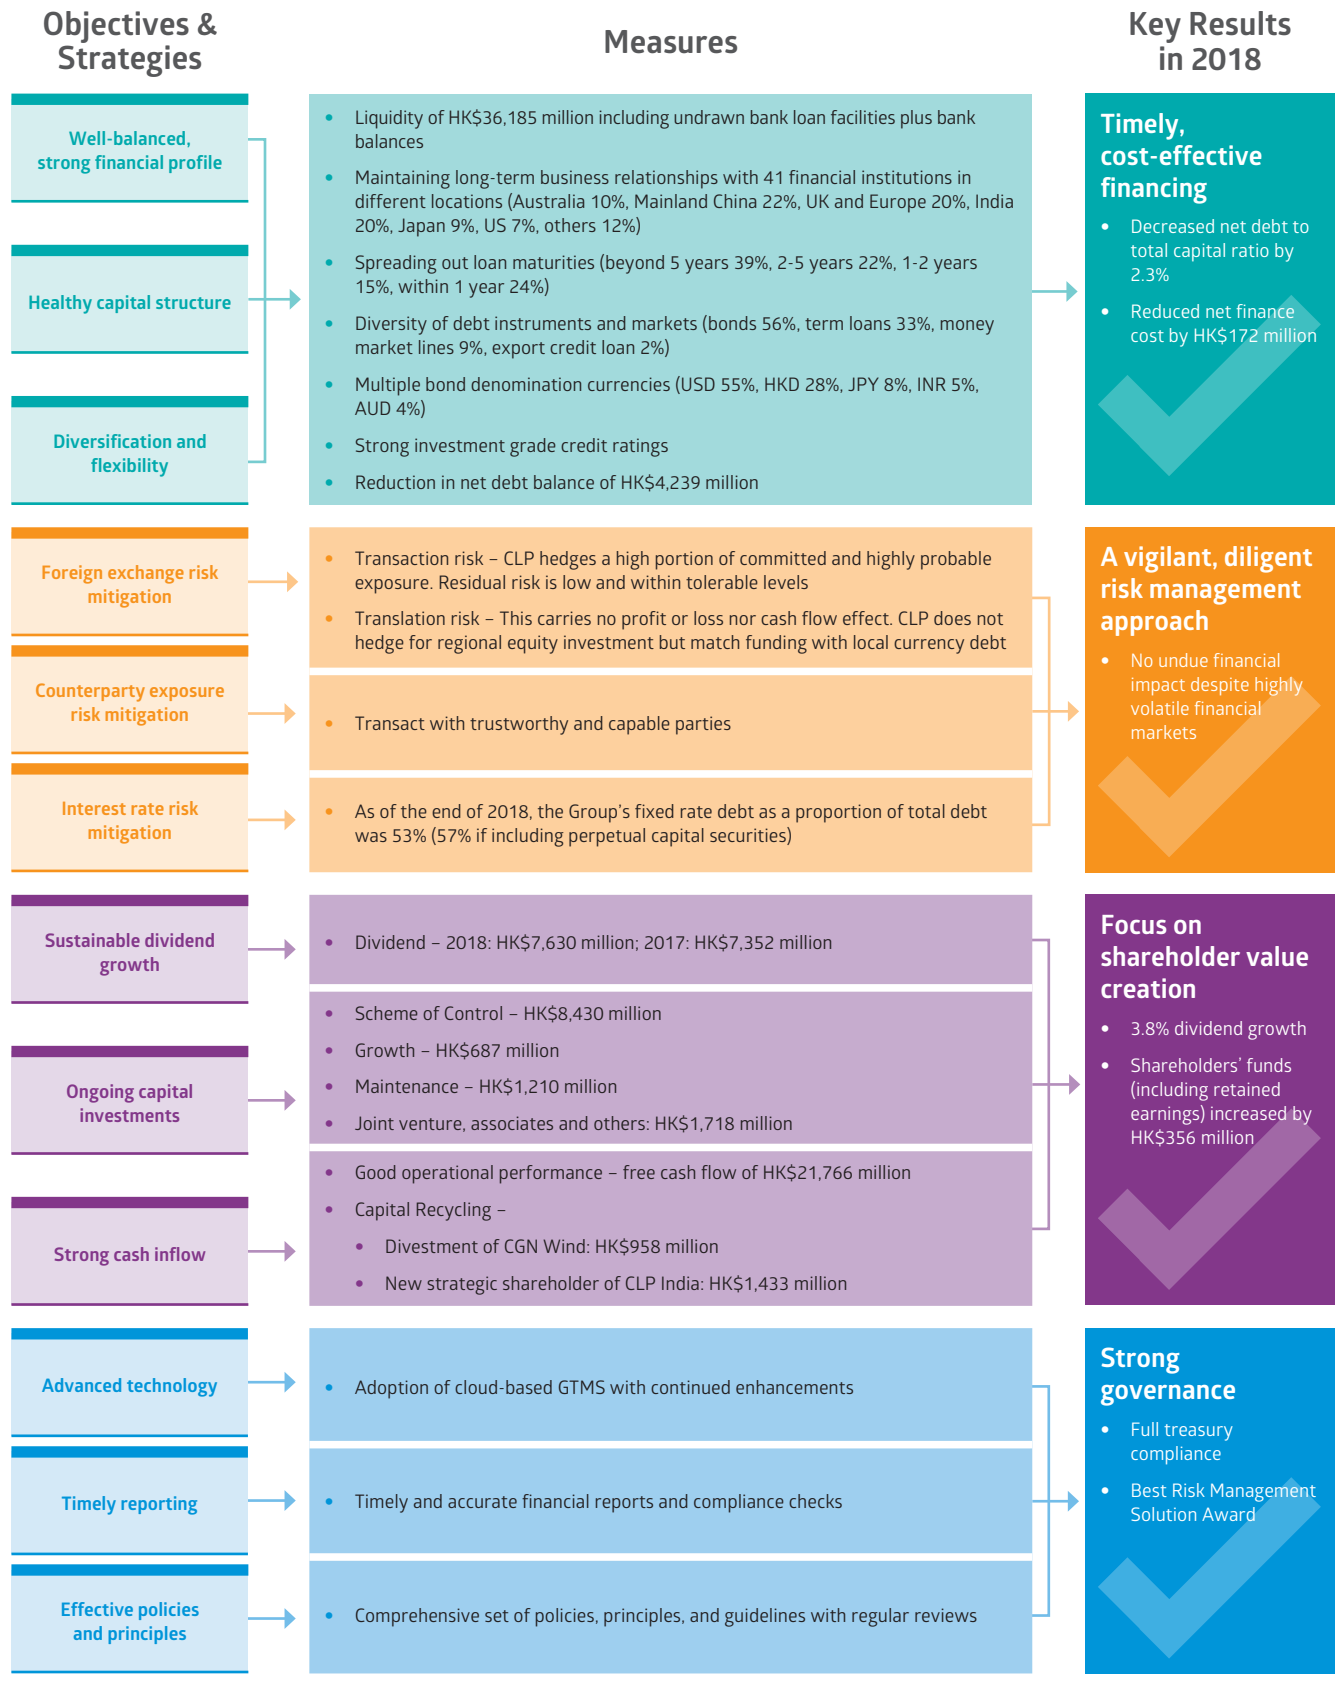 Objectives &
Strategies
Measures
Key Results
in 2018
Well-balanced,
strong financial profile
Healthy capital structure
Diversification and
flexibility
• Liquidity of HK$36,185 million including undrawn bank loan facilities plus bank
balances
• Maintaining long-term business relationships with 41 financial institutions in
different locations (Australia 10%, Mainland China 22%, UK and Europe 20%, India
20%, Japan 9%, US 7%, others 12%)
• Spreading out loan maturities (beyond 5 years 39%, 2-5 years 22%, 1-2 years
15%, within 1 year 24%)
• Diversity of debt instruments and markets (bonds 56%, term loans 33%, money
market lines 9%, export credit loan 2%)
• Multiple bond denomination currencies (USD 55%, HKD 28%, JPY 8%, INR 5%,
AUD 4%)
• Strong investment grade credit ratings
• Reduction in net debt balance of HK$4,239 million
Timely,
cost-effective
financing
• Decreased net debt to
total capital ratio by
2.3%
• Reduced net finance
cost by HK$172 million
Foreign exchange risk
mitigation
Counterparty exposure
risk mitigation
Interest rate risk
mitigation
• Transaction risk – CLP hedges a high portion of committed and highly probable
exposure. Residual risk is low and within tolerable levels
• Translation risk – This carries no profit or loss nor cash flow effect. CLP does not
hedge for regional equity investment but match funding with local currency debt
• Transact with trustworthy and capable parties
• As of the end of 2018, the Group's fixed rate debt as a proportion of total debt
was 53% (57% if including perpetual capital securities)
A vigilant, diligent
risk management
approach
• No undue financial
impact despite highly
volatile financial
markets
Sustainable dividend
growth
Ongoing capital
investments
Strong cash inflow
• Dividend – 2018: HK$7,630 million; 2017: HK$7,352 million
• Scheme of Control – HK$8,430 million
• Growth – HK$687 million
• Maintenance – HK$1,210 million
• Joint venture, associates and others: HK$1,718 million
• Good operational performance – free cash flow of HK$21,766 million
• Capital Recycling –
• Divestment of CGN Wind: HK$958 million
• New strategic shareholder of CLP India: HK$1,433 million
Focus on
shareholder value
creation
• 3.8% dividend growth
• Shareholders' funds
(including retained
earnings) increased by
HK$356 million
Advanced technology
Timely reporting
Effective policies
and principles
• Adoption of cloud-based GTMS with continued enhancements
• Timely and accurate financial reports and compliance checks
• Comprehensive set of policies, principles, and guidelines with regular reviews
Strong
governance
• Full treasury
compliance
• Best Risk Management
Solution Award